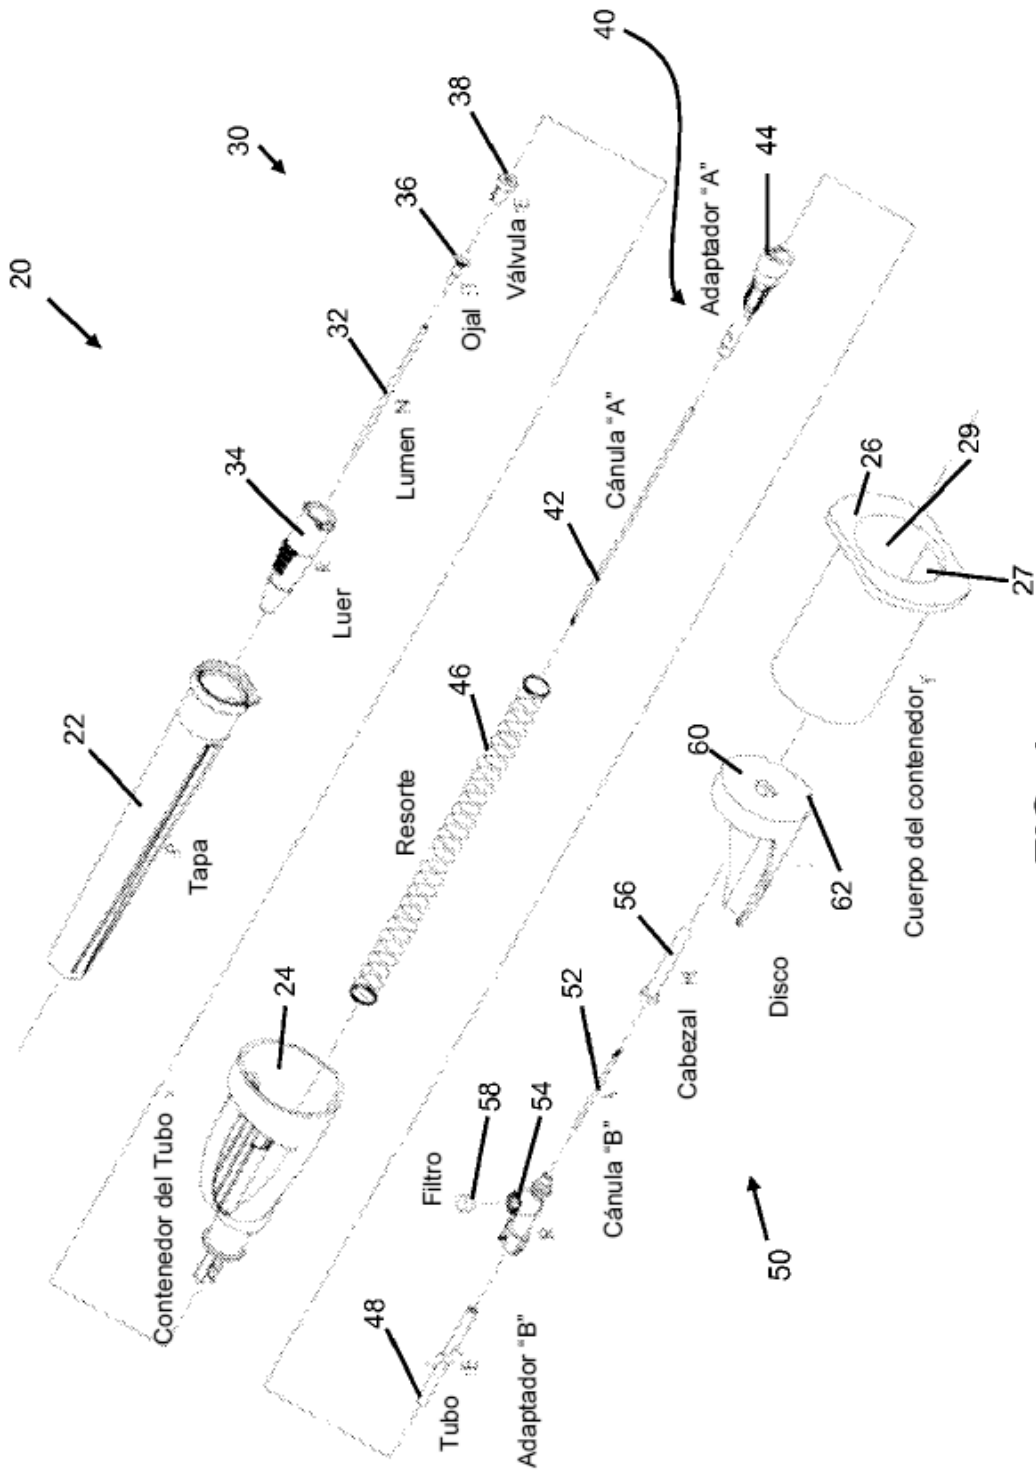 20
30
22
Tapa
34
Luer
32
Lumen
36
Ojal
38
Válvula
40
24
Contenedor del Tubo
Resorte
46
42
Cánula “A”
Adaptador “A”
44
48
Tubo
Adaptador “B”
Filtro
58
54
52
Cánula “B”
56
Cabezal
50
Disco
60
62
26
29
27
Cuerpo del contenedor